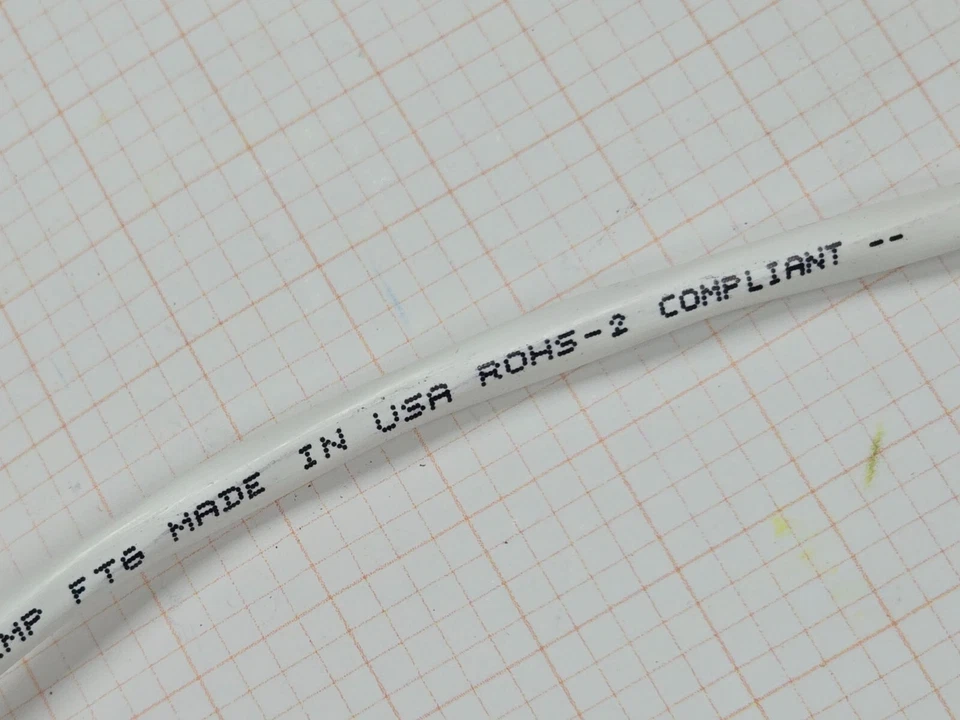 MP FT6 MADE IN USA ROHS-2 COMPLIANT --